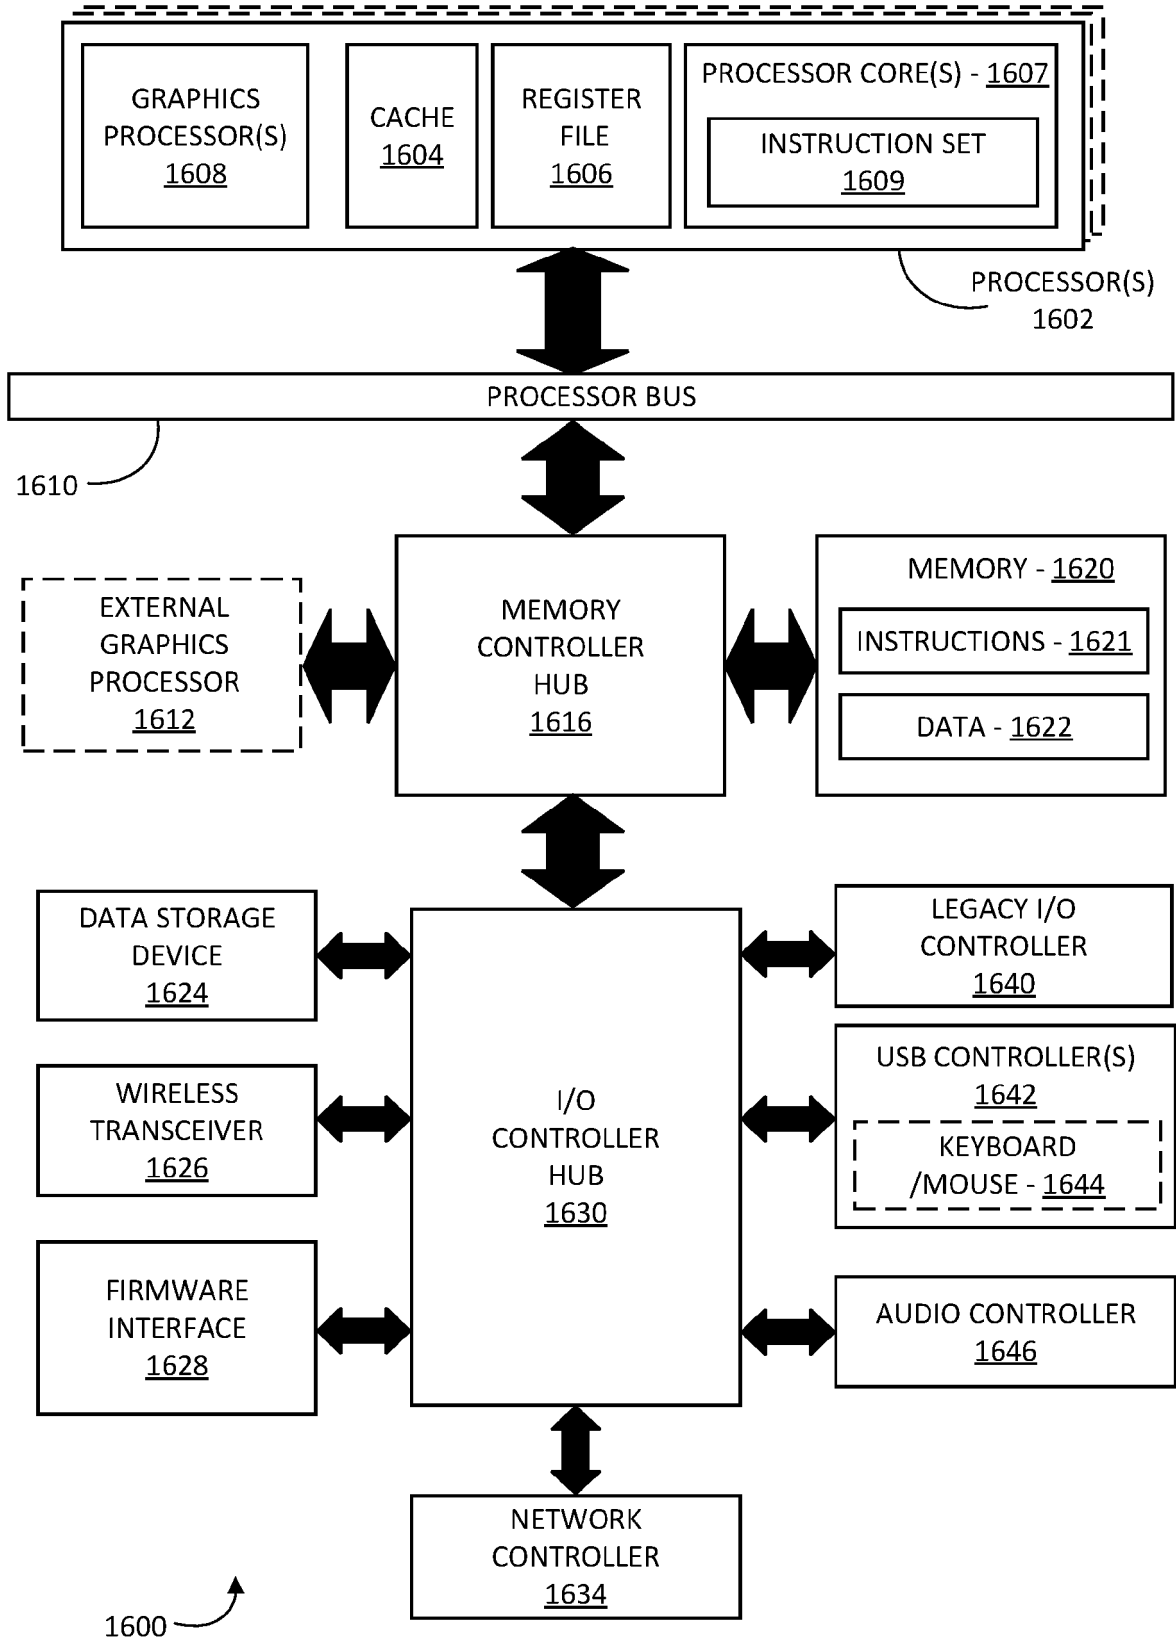 GRAPHICS
PROCESSOR(S)
1608
CACHE
1604
REGISTER
FILE
1606
PROCESSOR CORE(S) - 1607
INSTRUCTION SET
1609
PROCESSOR(S)
1602
PROCESSOR BUS
1610
EXTERNAL
GRAPHICS
PROCESSOR
1612
MEMORY
CONTROLLER
HUB
1616
MEMORY - 1620
INSTRUCTIONS - 1621
DATA - 1622
DATA STORAGE
DEVICE
1624
WIRELESS
TRANSCEIVER
1626
FIRMWARE
INTERFACE
1628
I/O
CONTROLLER
HUB
1630
LEGACY I/O
CONTROLLER
1640
USB CONTROLLER(S)
1642
KEYBOARD
/MOUSE - 1644
AUDIO CONTROLLER
1646
NETWORK
CONTROLLER
1634
1600